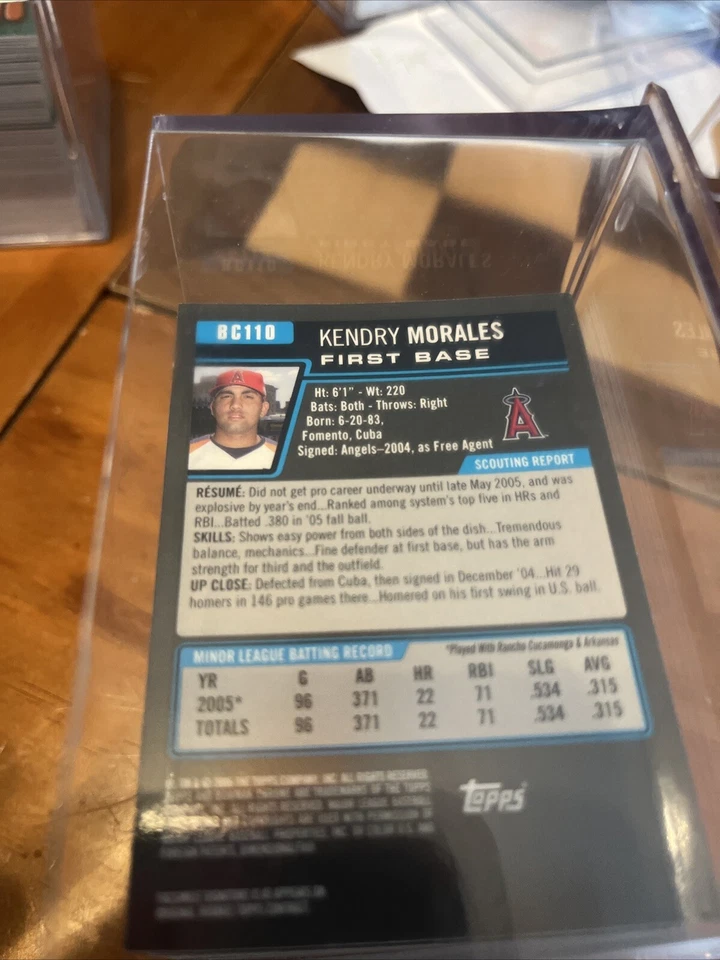 BC110
KENDRY MORALES
FIRST BASE
Ht: 6'1" - Wt: 220
Bats: Both - Throws: Right
Born: 6-20-83,
Fomento, Cuba
Signed: Angels–2004, as Free Agent
A
A
SCOUTING REPORT
RÉSUMÉ: Did not get pro career underway until late May 2005, and was
explosive by year's end...Ranked among system's top five in HRs and
RBI...Batted .380 in '05 fall ball.
SKILLS: Shows easy power from both sides of the dish...Tremendous
balance, mechanics...Fine defender at first base, but has the arm
strength for third and the outfield.
UP CLOSE: Defected from Cuba, then signed in December '04...Hit 29
homers in 146 pro games there...Homered on his first swing in U.S. ball.
MINOR LEAGUE BATTING RECORD
*Played With Rancho Cucamonga & Arkansas
YR G AB HR RBI SLG AVG
2005* 96 371 22 71 .534 .315
TOTALS 96 371 22 71 .534 .315
Topps